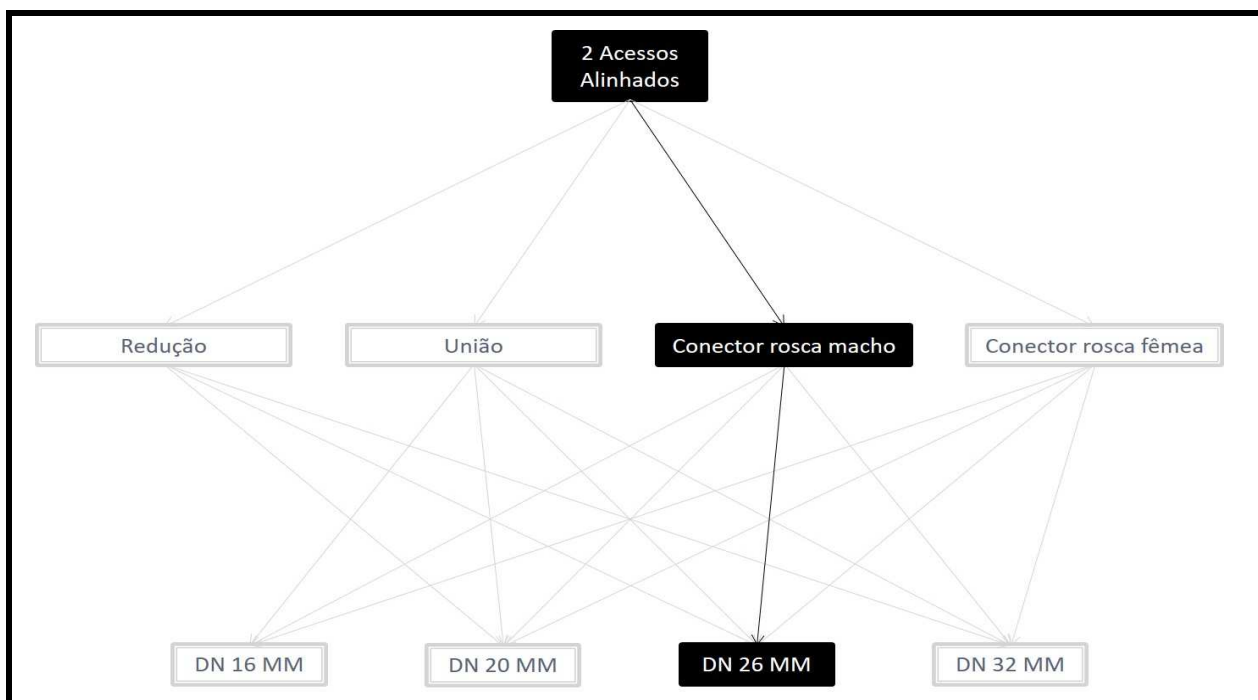 2 Acessos
Alinhados
Redução
União
Conector rosca macho
Conector rosca fêmea
DN 16 MM
DN 20 MM
DN 26 MM
DN 32 MM